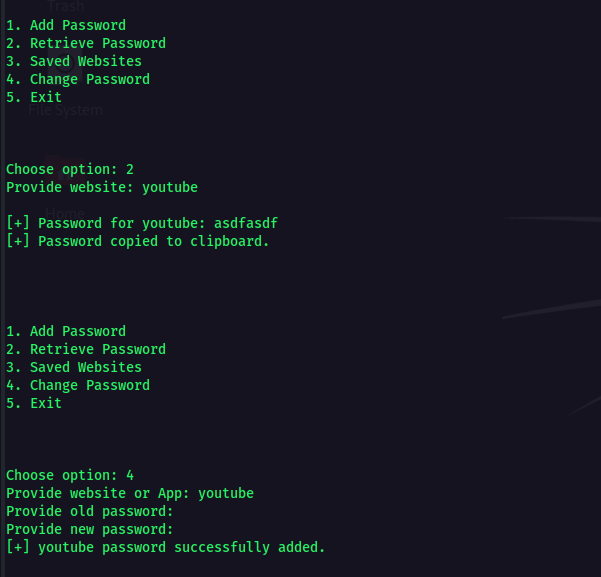 Trash
1. Add Password
2. Retrieve Password
3. Saved Websites
4. Change Password
5. Exit
File System
Choose option: 2
Provide website: youtube
Home
[+] Password for youtube: asdfasdf
[+] Password copied to clipboard.
1. Add Password
2. Retrieve Password
3. Saved Websites
4. Change Password
5. Exit
Choose option: 4
Provide website or App: youtube
Provide old password:
Provide new password:
[+] youtube password successfully added.